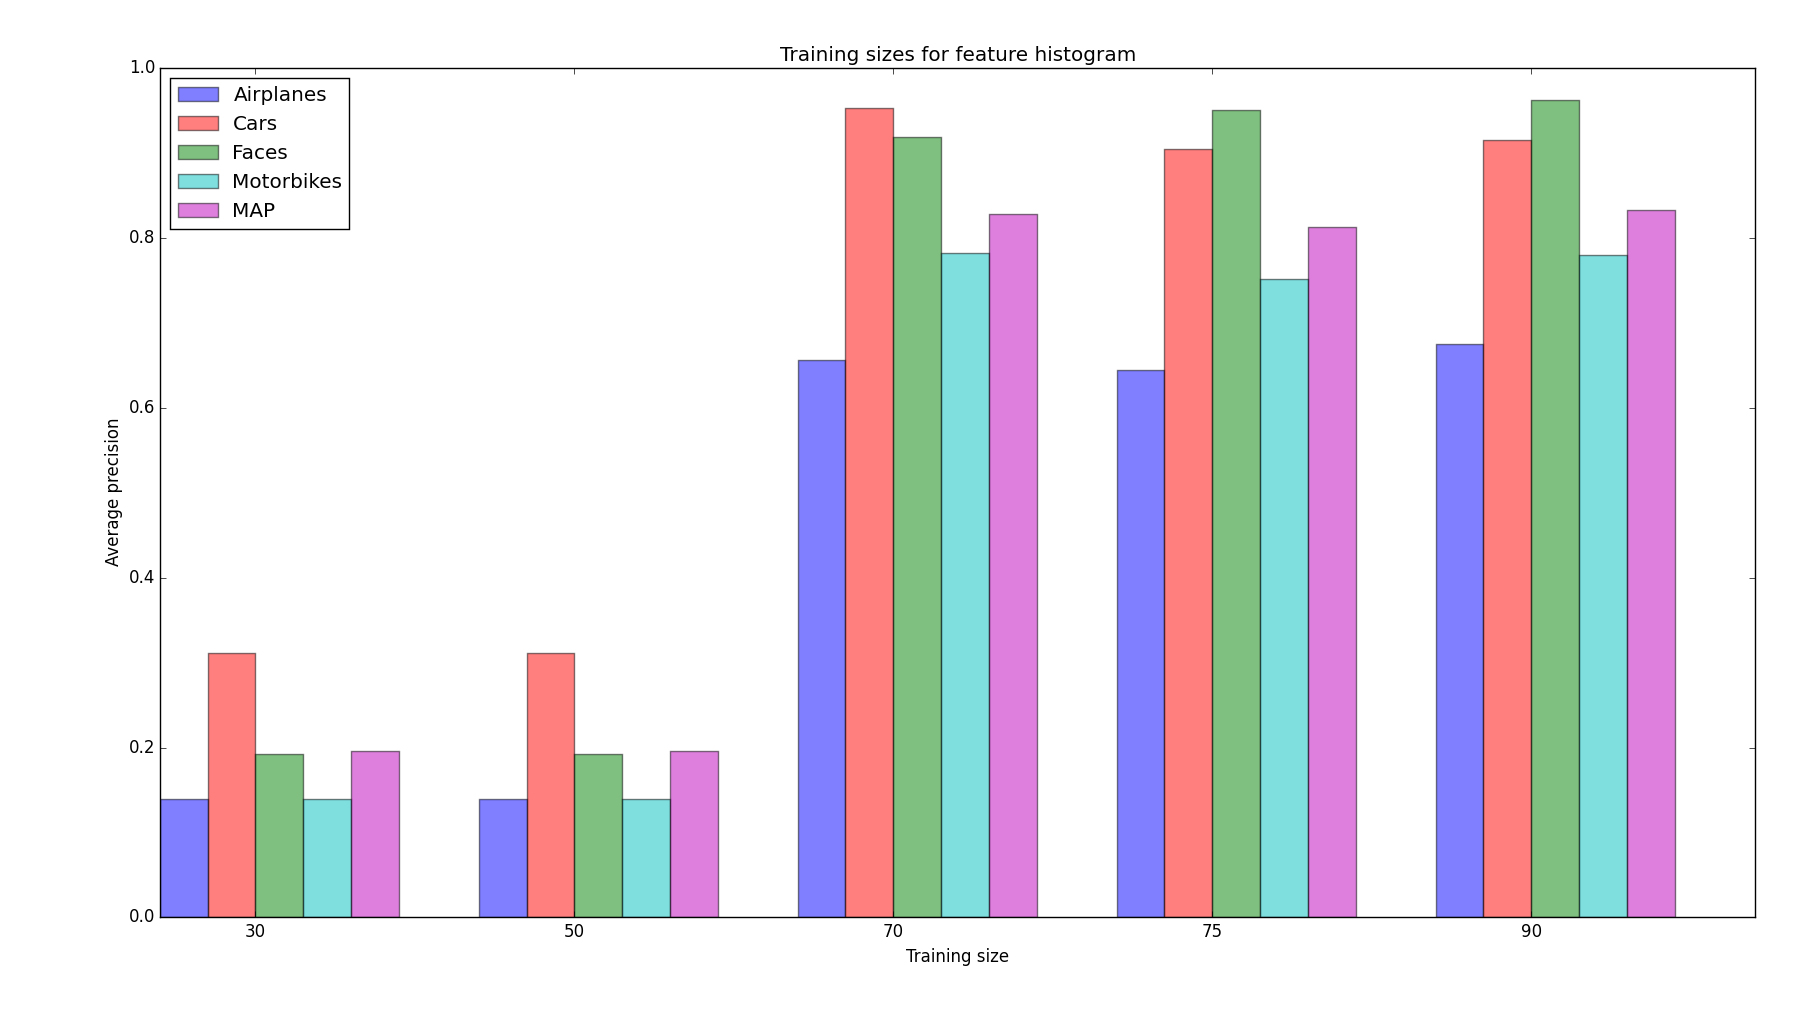 Training sizes for feature histogram
1.0
Airplanes
Cars
Faces
Motorbikes
MAP
0.8
0.6
0.4
0.2
0.0
Average precision
30 50 70 75 90
Training size